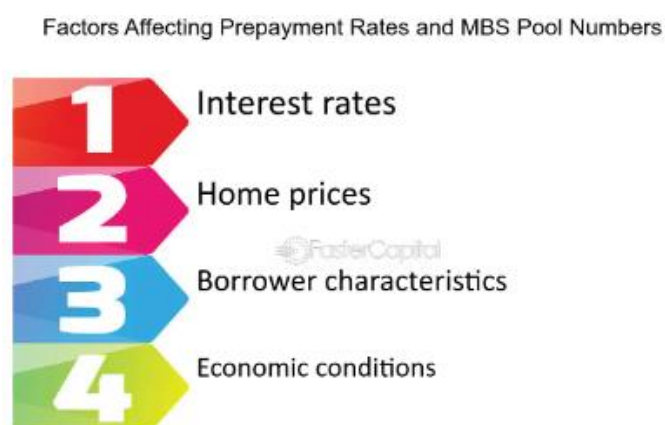 Factors Affecting Prepayment Rates and MBS Pool Numbers
1 Interest rates
2 Home prices
FasterCapital
3 Borrower characteristics
4 Economic conditions